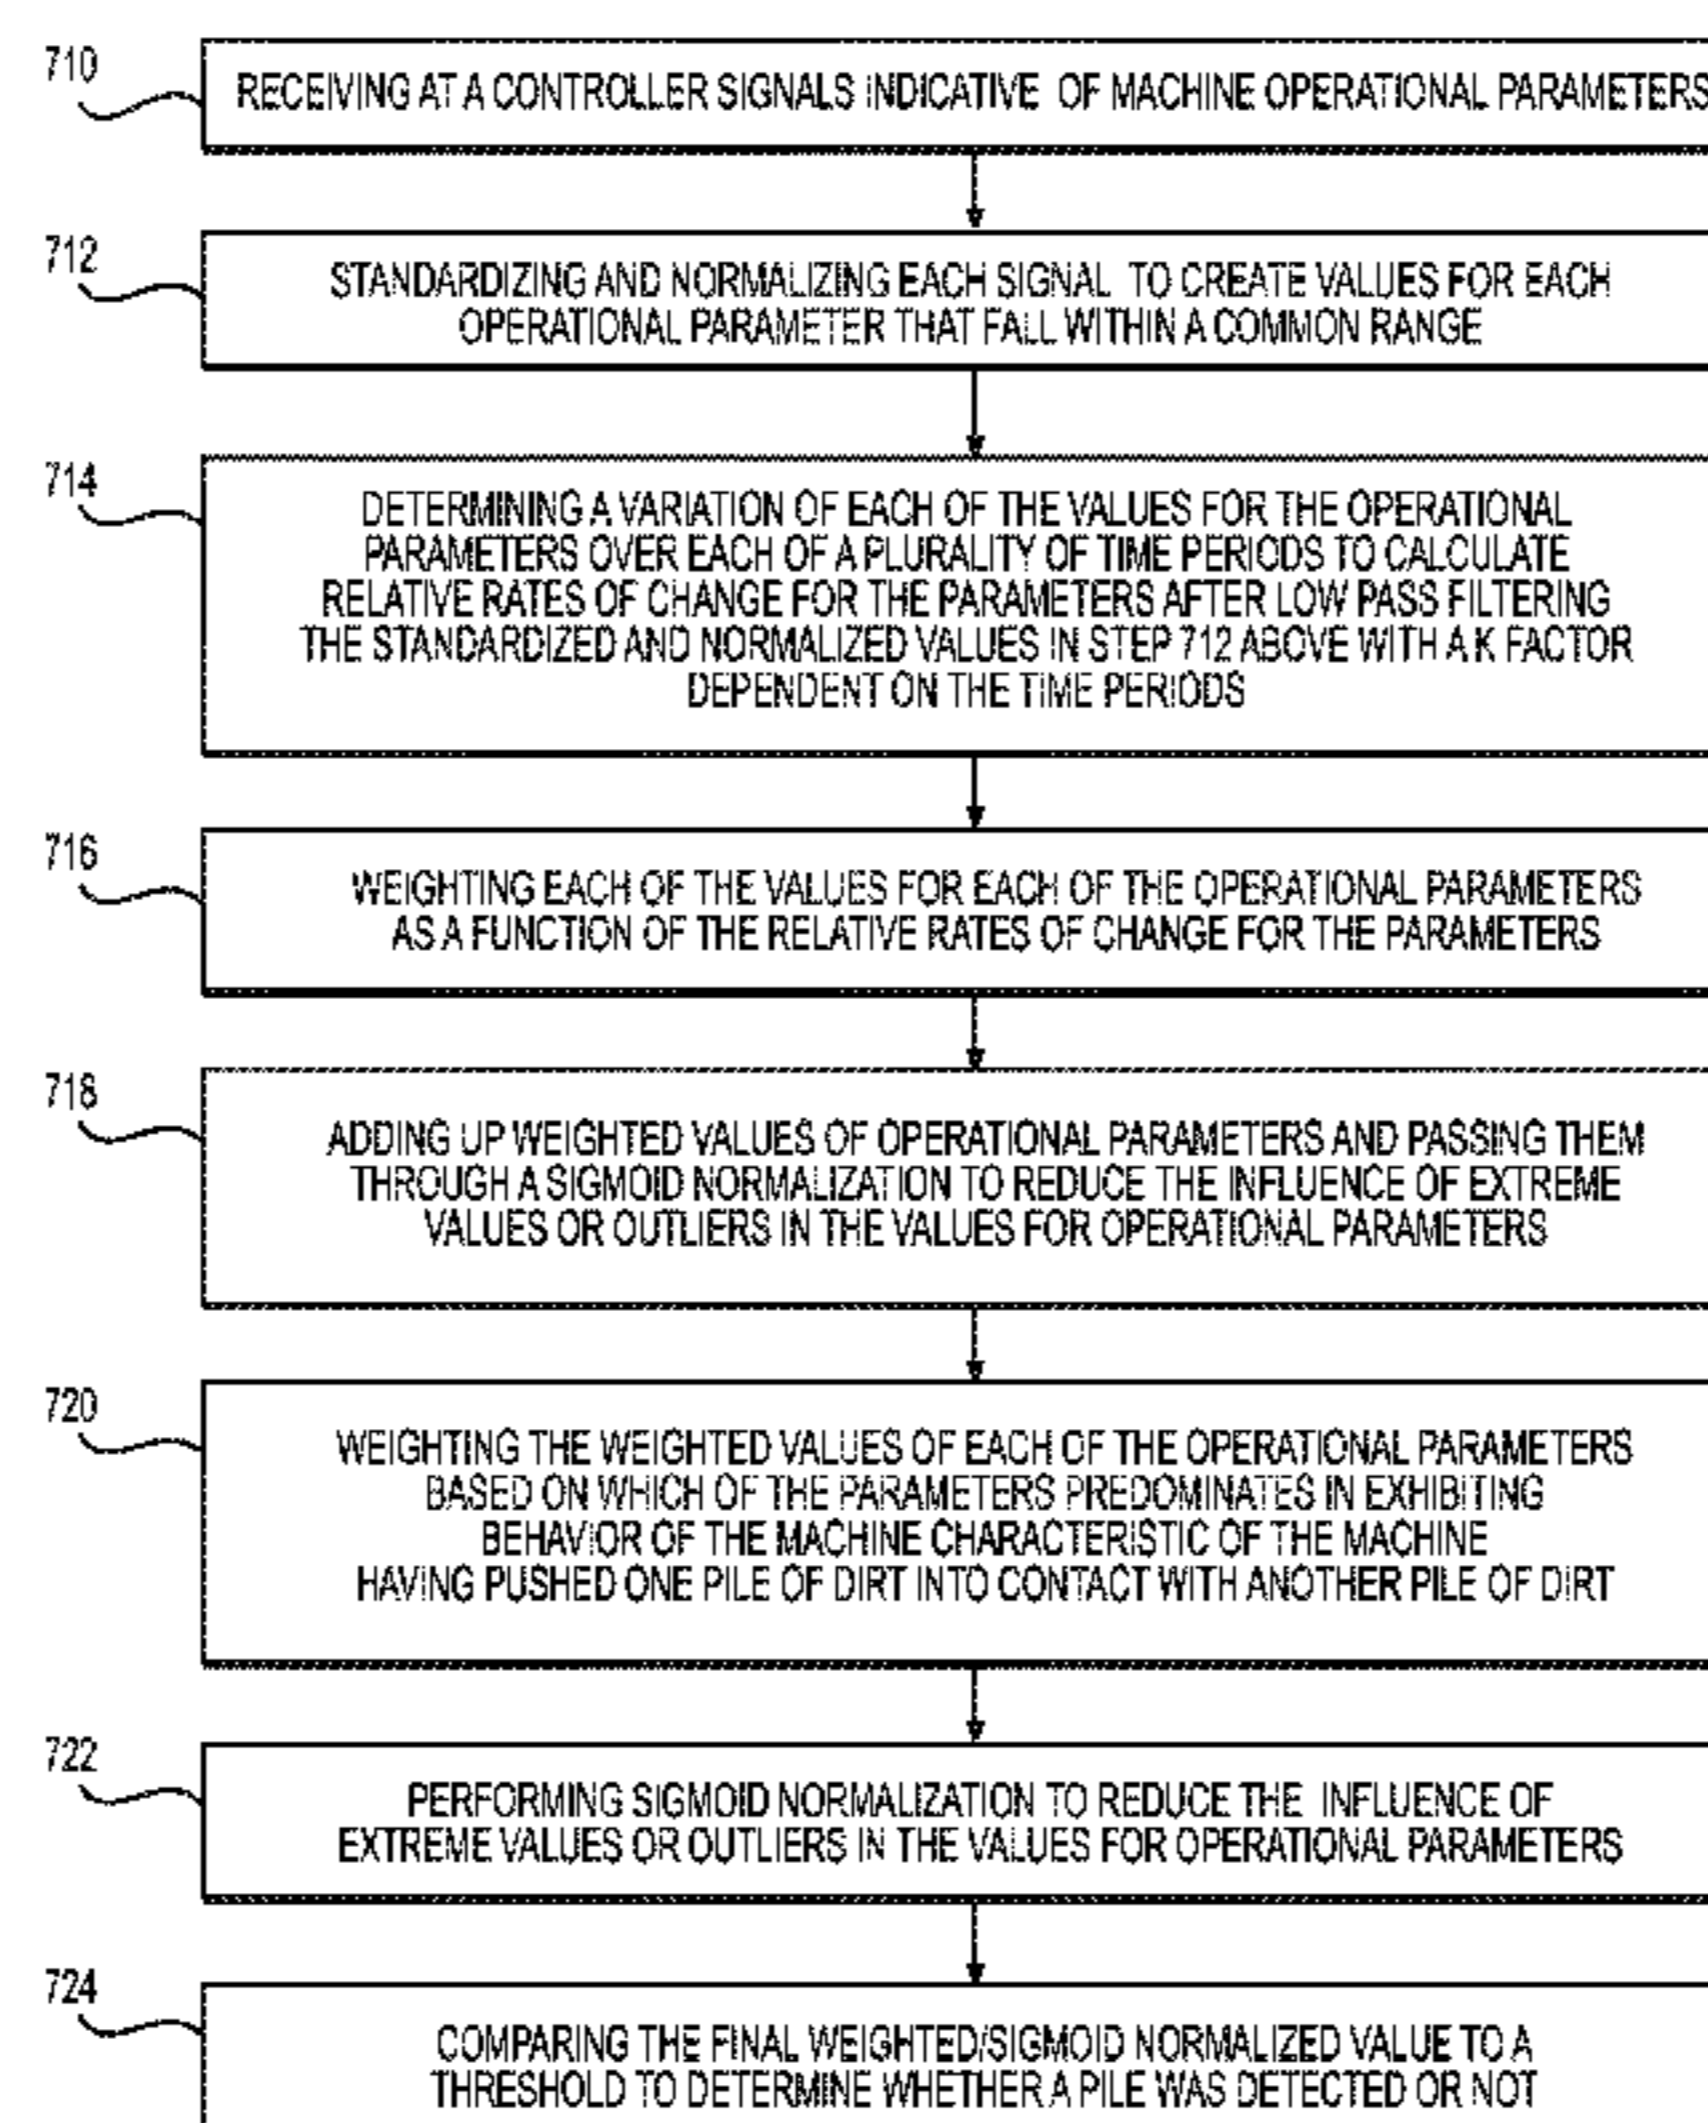 710
RECEIVING AT A CONTROLLER SIGNALS INDICATIVE OF MACHINE OPERATIONAL PARAMETERS
712
STANDARDIZING AND NORMALIZING EACH SIGNAL TO CREATE VALUES FOR EACH
OPERATIONAL PARAMETER THAT FALL WITHIN A COMMON RANGE
714
DETERMINING A VARIATION OF EACH OF THE VALUES FOR THE OPERATIONAL
PARAMETERS OVER EACH OF A PLURALITY OF TIME PERIODS TO CALCULATE
RELATIVE RATES OF CHANGE FOR THE PARAMETERS AFTER LOW PASS FILTERING
THE STANDARDIZED AND NORMALIZED VALUES IN STEP 712 ABOVE WITH A K FACTOR
DEPENDENT ON THE TIME PERIODS
716
WEIGHTING EACH OF THE VALUES FOR EACH OF THE OPERATIONAL PARAMETERS
AS A FUNCTION OF THE RELATIVE RATES OF CHANGE FOR THE PARAMETERS
718
ADDING UP WEIGHTED VALUES OF OPERATIONAL PARAMETERS AND PASSING THEM
THROUGH A SIGMOID NORMALIZATION TO REDUCE THE INFLUENCE OF EXTREME
VALUES OR OUTLIERS IN THE VALUES FOR OPERATIONAL PARAMETERS
720
WEIGHTING THE WEIGHTED VALUES OF EACH OF THE OPERATIONAL PARAMETERS
BASED ON WHICH OF THE PARAMETERS PREDOMINATES IN EXHIBITING
BEHAVIOR OF THE MACHINE CHARACTERISTIC OF THE MACHINE
HAVING PUSHED ONE PILE OF DIRT INTO CONTACT WITH ANOTHER PILE OF DIRT
722
PERFORMING SIGMOID NORMALIZATION TO REDUCE THE INFLUENCE OF
EXTREME VALUES OR OUTLIERS IN THE VALUES FOR OPERATIONAL PARAMETERS
724
COMPARING THE FINAL WEIGHTED/SIGMOID NORMALIZED VALUE TO A
THRESHOLD TO DETERMINE WHETHER A PILE WAS DETECTED OR NOT